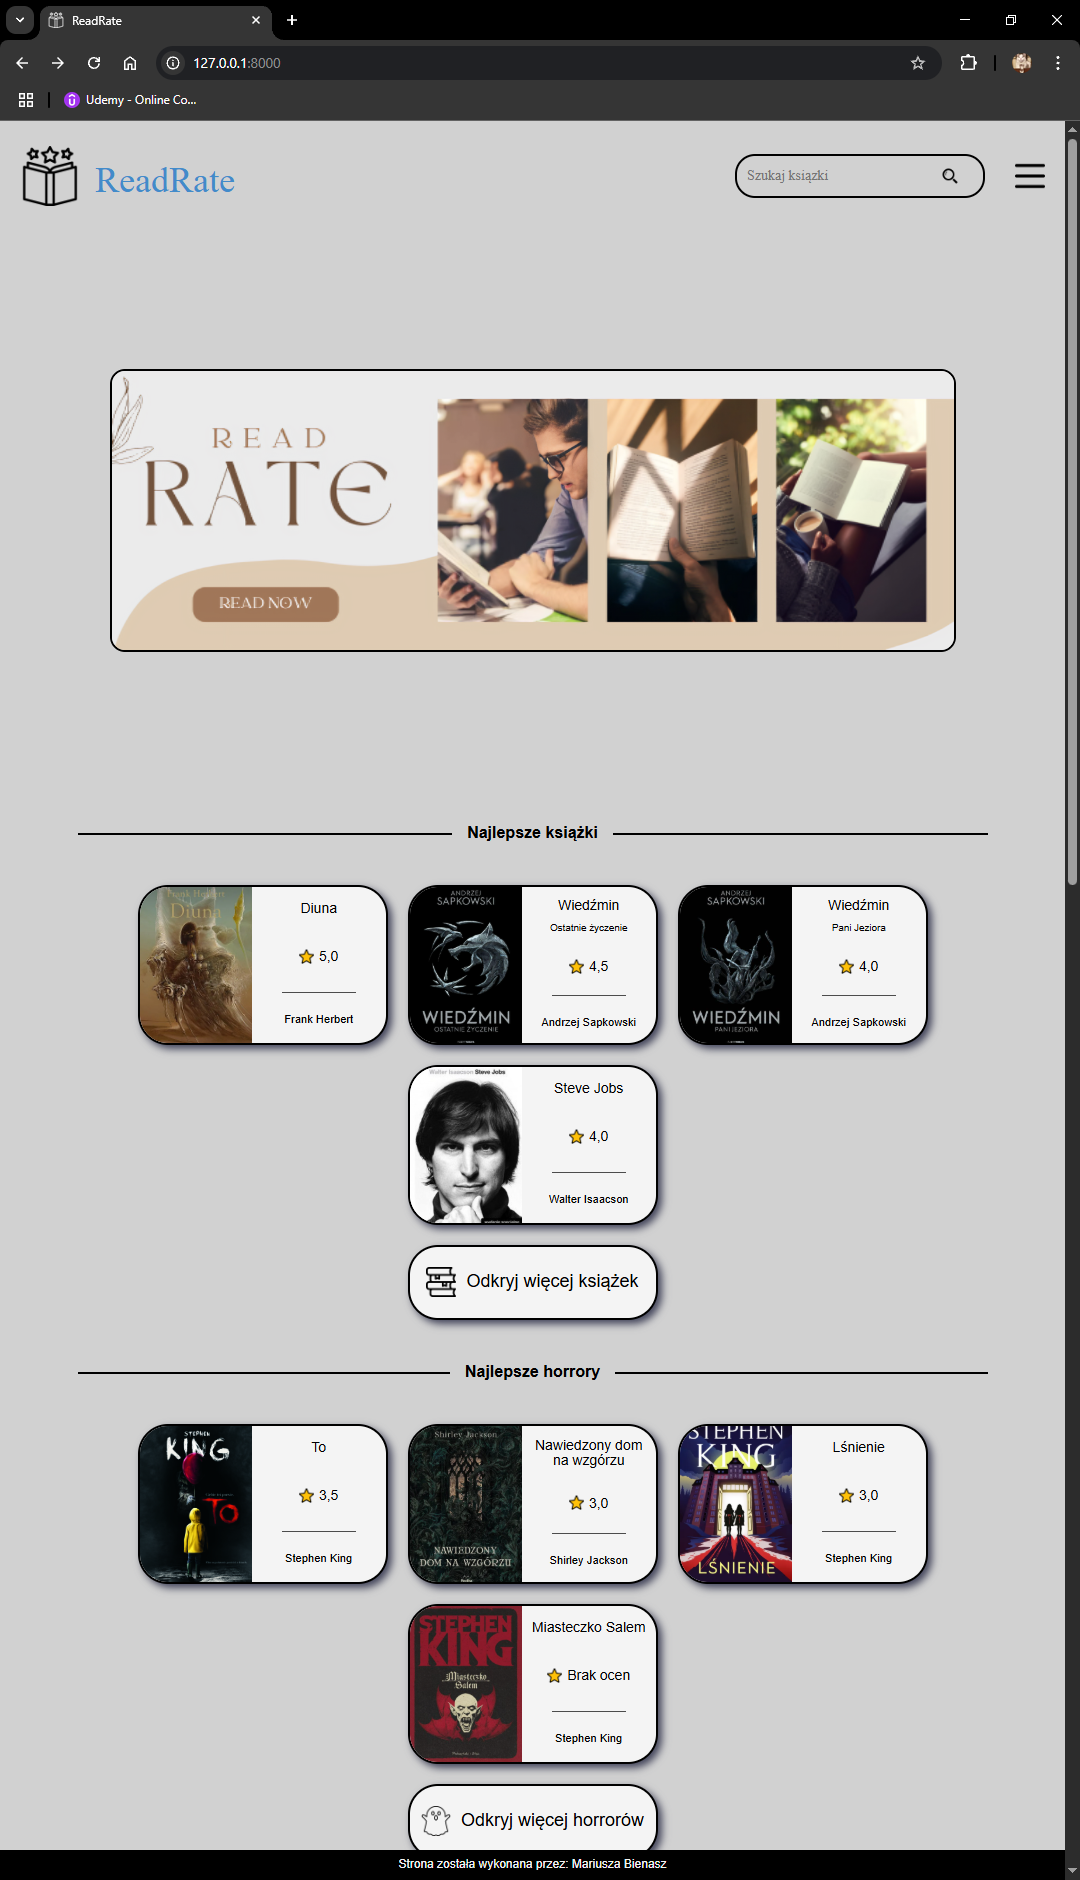 ReadRate
127.0.0.1:8000
Udemy - Online Co...
ReadRate
Szukaj książki
READ
RATE
READ NOW
Najlepsze książki
Frank Herbert
Diuna
Diuna
5,0
Frank Herbert
ANDRZEJ
SAPKOWSKI
WIEDŹMIN
OSTATNIE ŻYCZENIE
Wiedźmin
Ostatnie życzenie
4,5
Andrzej Sapkowski
ANDRZEJ
SAPKOWSKI
WIEDŹMIN
PANI JEZIORA
Wiedźmin
Pani Jeziora
4,0
Andrzej Sapkowski
Walter Isaacson Steve Jobs
Steve Jobs
4,0
Walter Isaacson
Odkryj więcej książek
Najlepsze horrory
STEPHEN
KING
TO
To
3,5
Stephen King
Shirley Jackson
NAWIEDZONY
DOM NA WZGÓRZU
Nawiedzony dom
na wzgórzu
3,0
Shirley Jackson
STEPHEN
KING
LŚNIENIE
Lśnienie
3,0
Stephen King
STEPHEN
KING
Miasteczko
Salem
Miasteczko Salem
Brak ocen
Stephen King
Odkryj więcej horrorów
Strona została wykonana przez: Mariusza Bienasz